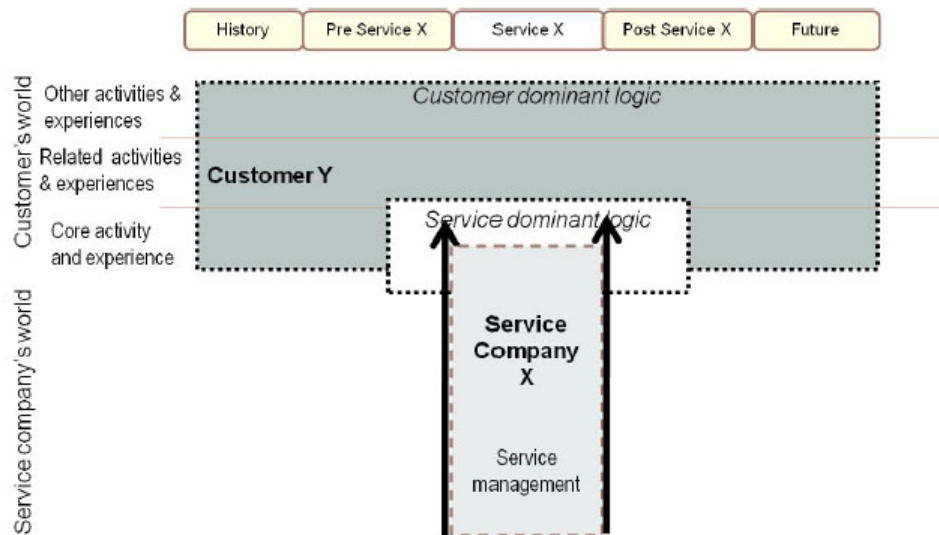 History
Pre Service X
Service X
Post Service X
Future
Customer's world
Other activities &
experiences
Customer dominant logic
Related activities
& experiences
Customer Y
Core activity
and experience
Service dominant logic
Service company's world
Service
Company
X
Service
management